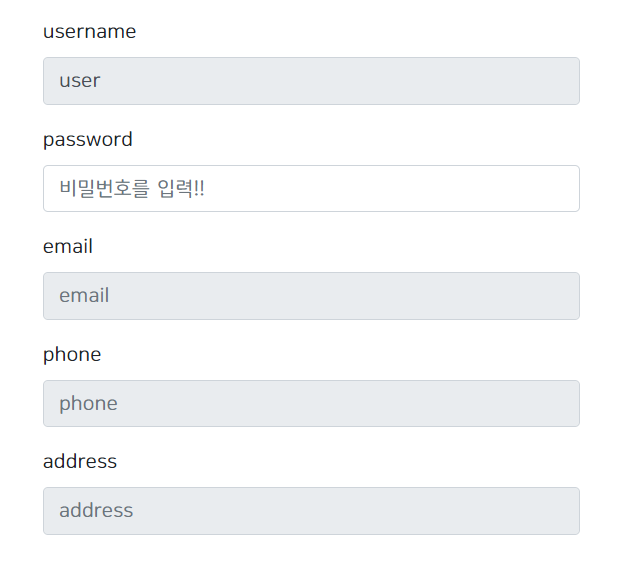 username
user
password
비밀번호를 입력!!
email
email
phone
phone
address
address